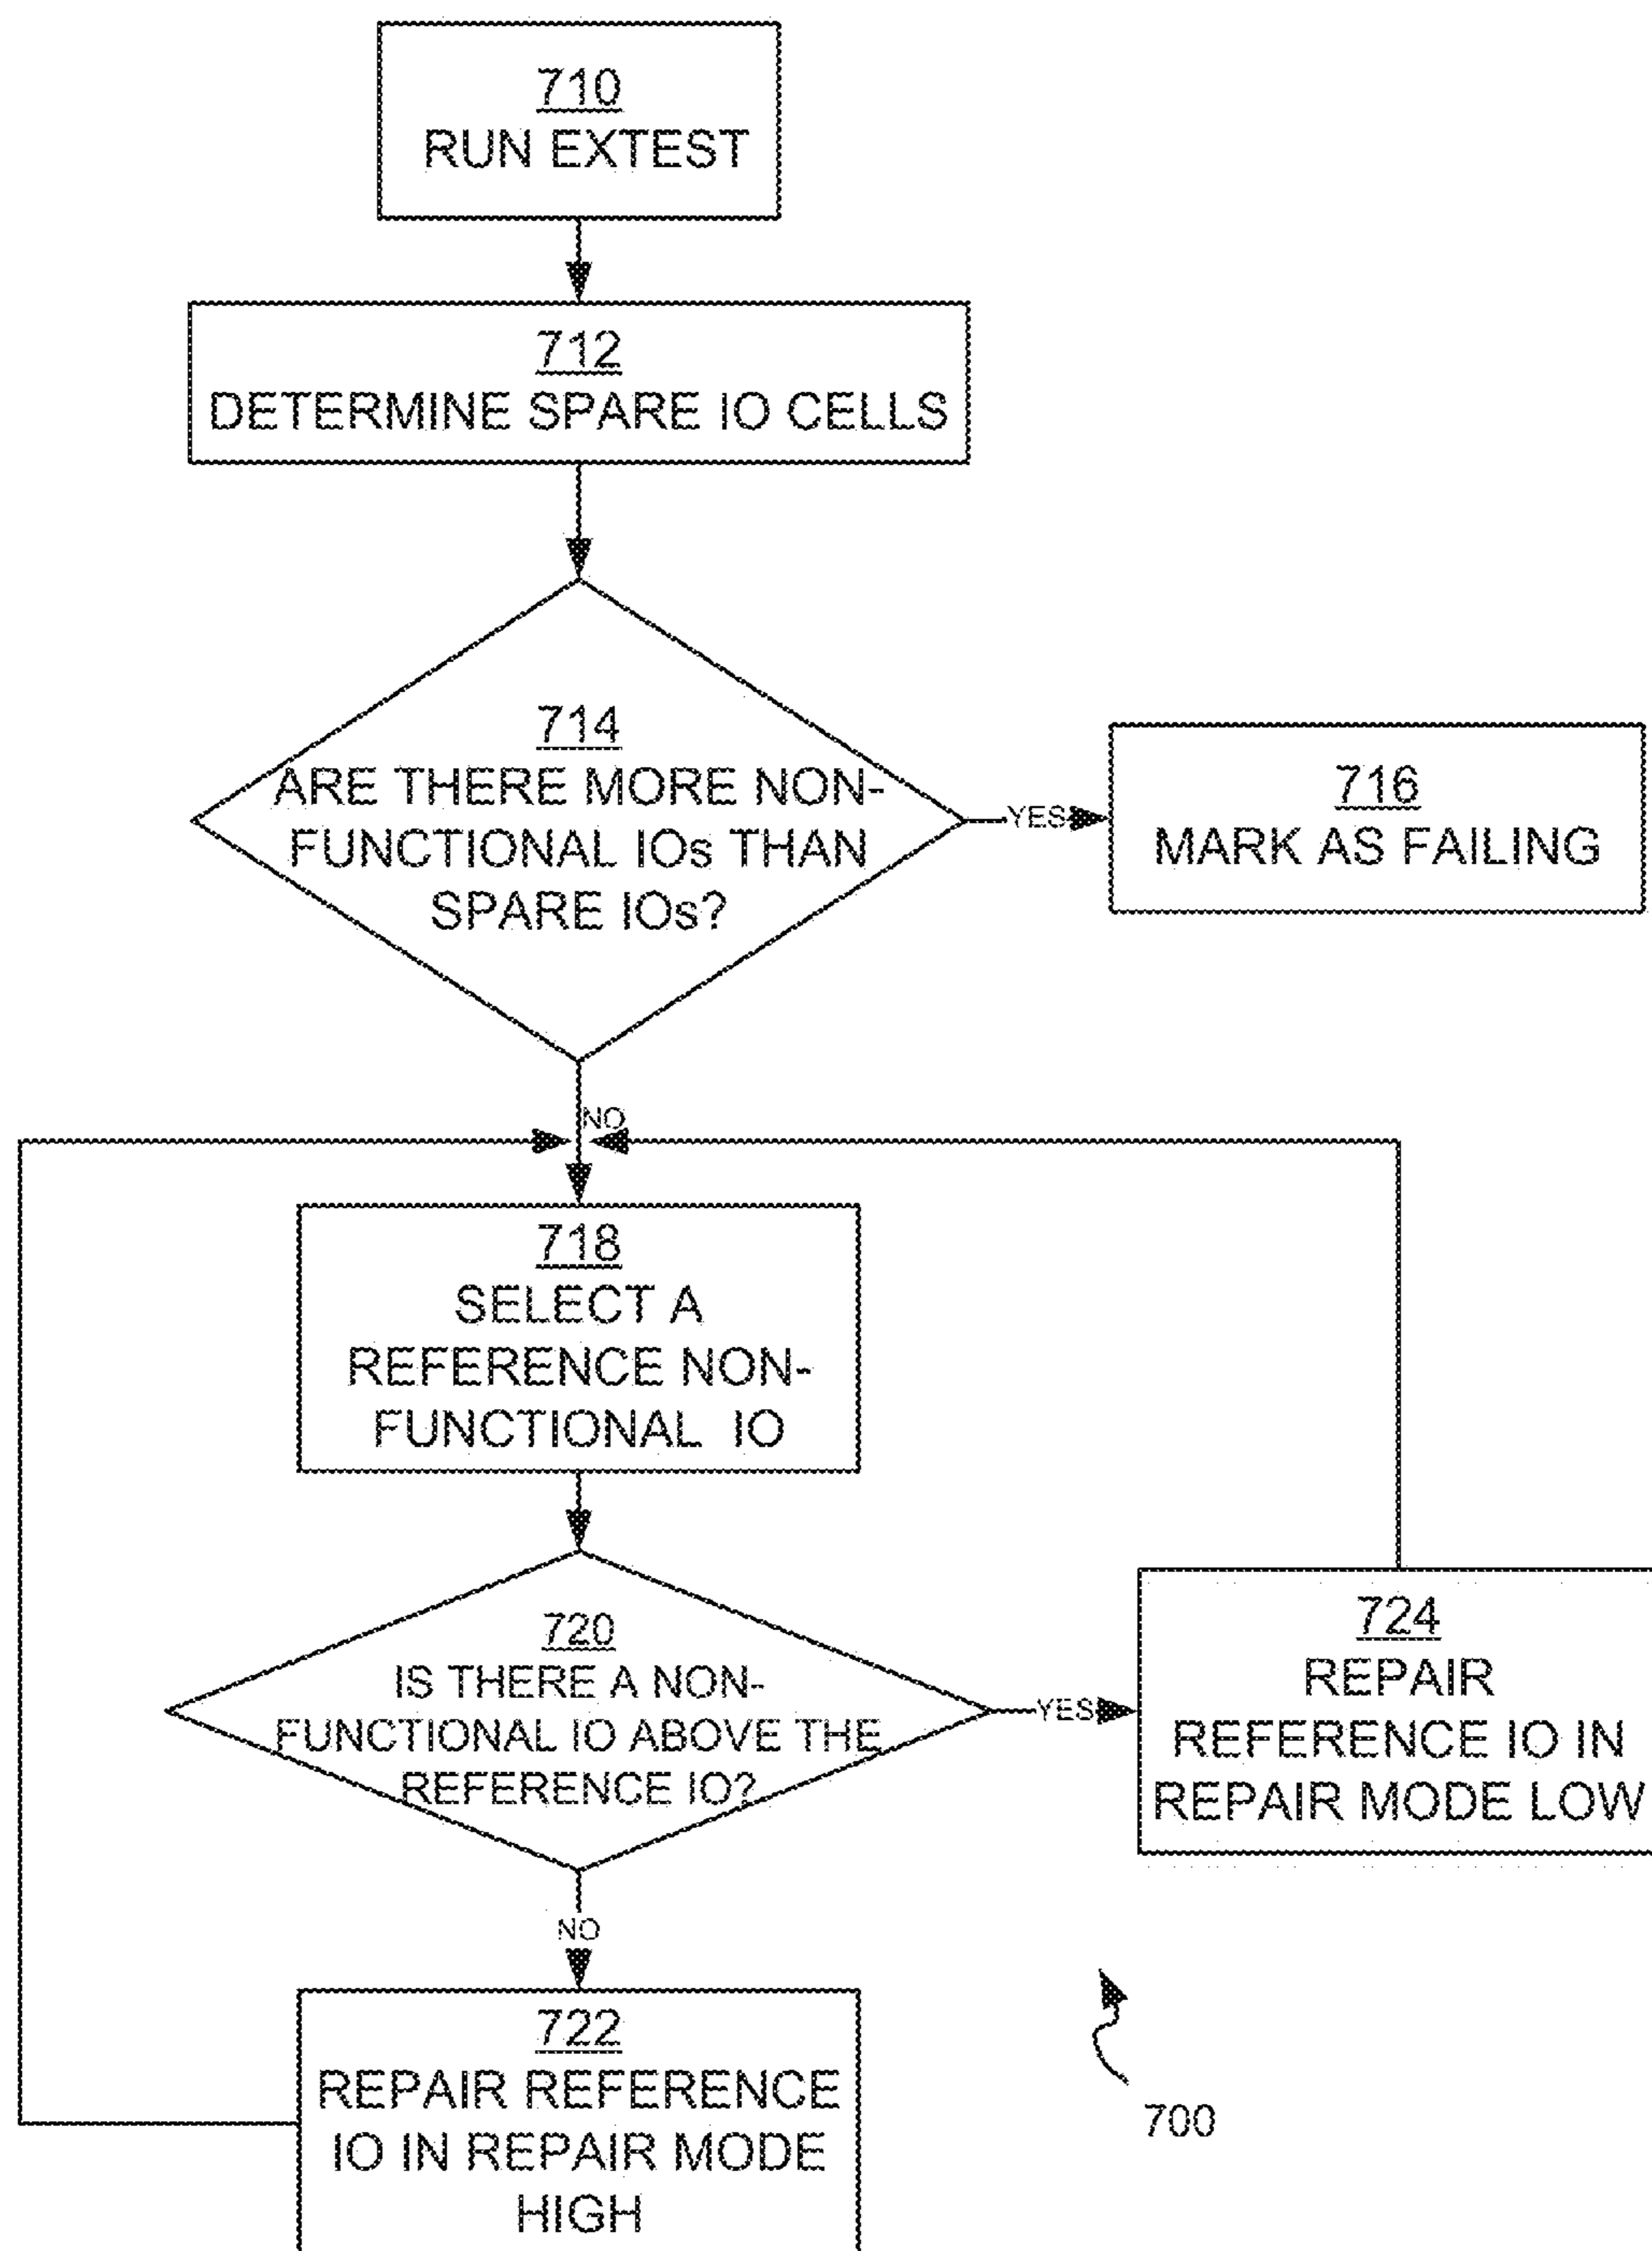 710
RUN EXTEST
712
DETERMINE SPARE IO CELLS
714
ARE THERE MORE NON-
FUNCTIONAL IOs THAN
SPARE IOs?
YES
716
MARK AS FAILING
NO
718
SELECT A
REFERENCE NON-
FUNCTIONAL IO
720
IS THERE A NON-
FUNCTIONAL IO ABOVE THE
REFERENCE IO?
YES
724
REPAIR
REFERENCE IO IN
REPAIR MODE LOW
NO
722
REPAIR REFERENCE
IO IN REPAIR MODE
HIGH
700